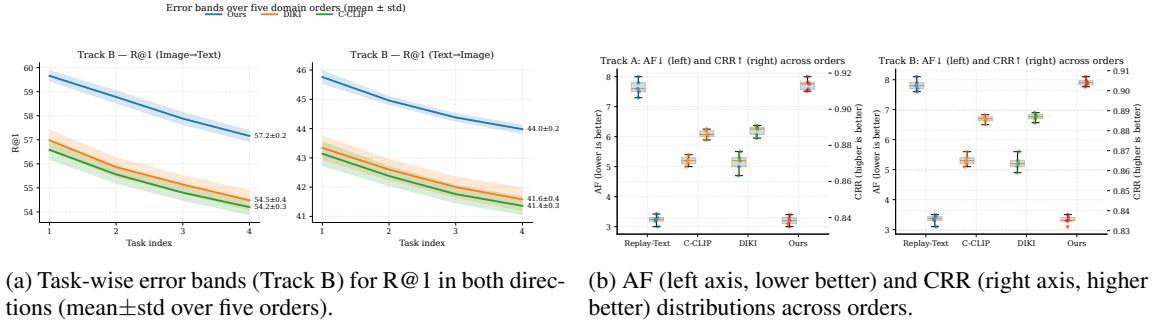 Error bands over five domain orders (mean ± std)
Ours DIKI C-CLIP
Track B — R@1 (Image→Text)
60
59
58
57
56
55
54
R@1
57.2±0.2
54.5±0.4
54.2±0.3
1 2 3 4
Task index
Track B — R@1 (Text→Image)
46
45
44
43
42
41
44.0±0.2
41.6±0.4
41.4±0.3
1 2 3 4
Task index
(a) Task-wise error bands (Track B) for R@1 in both direc-
tions (mean±std over five orders).
Track A: AF↓ (left) and CRR↑ (right) across orders
8
7
6
5
4
3
AF (lower is better)
0.92
0.90
0.88
0.86
0.84
CRR (higher is better)
Replay-Text C-CLIP DIKI Ours
Track B: AF↓ (left) and CRR↑ (right) across orders
8
7
6
5
4
3
AF (lower is better)
0.91
0.90
0.89
0.88
0.87
0.86
0.85
0.84
0.83
CRR (higher is better)
Replay-Text C-CLIP DIKI Ours
(b) AF (left axis, lower better) and CRR (right axis, higher
better) distributions across orders.